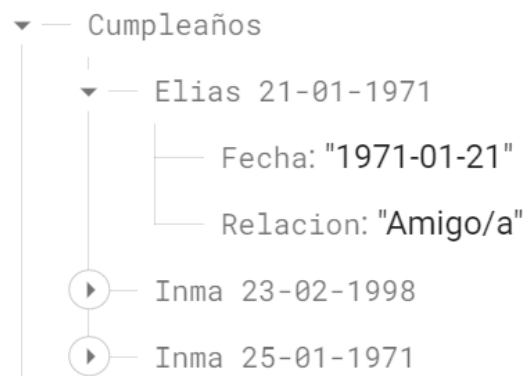 Cumpleaños
Elias 21-01-1971
Fecha: "1971-01-21"
Relacion: "Amigo/a"
Inma 23-02-1998
Inma 25-01-1971